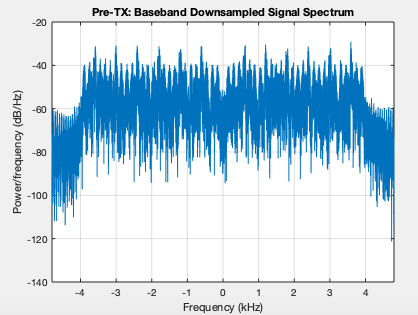 Pre-TX: Baseband Downsampled Signal Spectrum
-20
-40
-60
-80
-100
-120
-140
Power/frequency (dB/Hz)
-4 -3 -2 -1 0 1 2 3 4
Frequency (kHz)